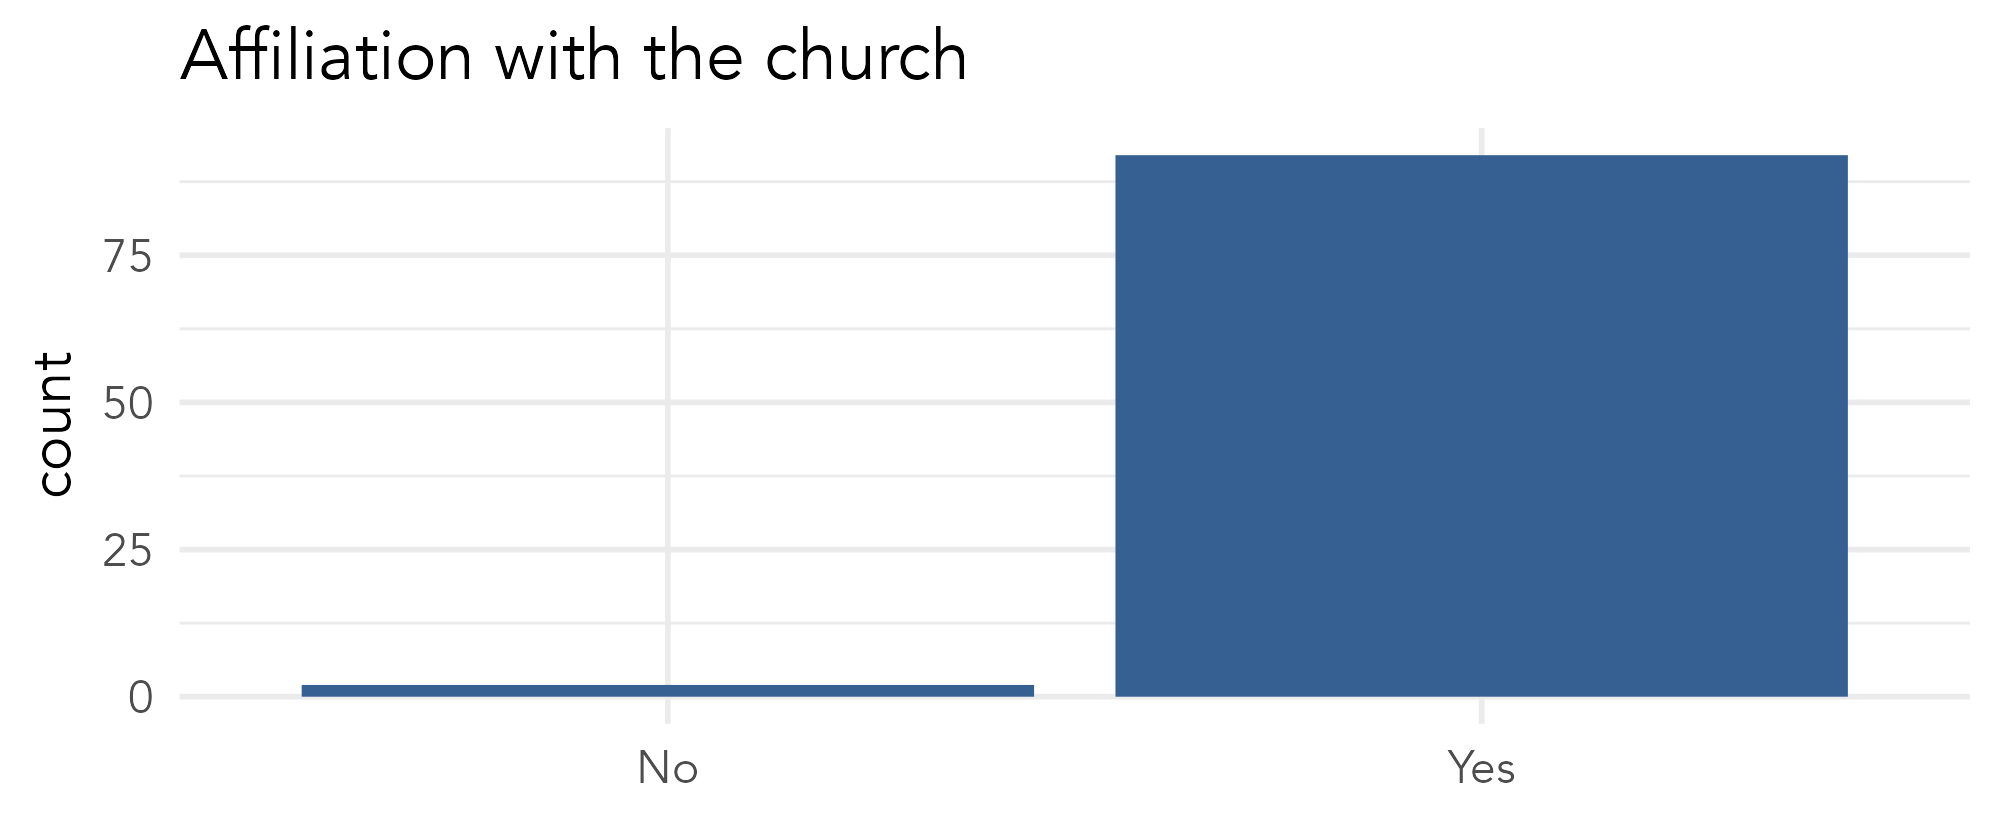 Affiliation with the church
count
75
50
25
0
No
Yes